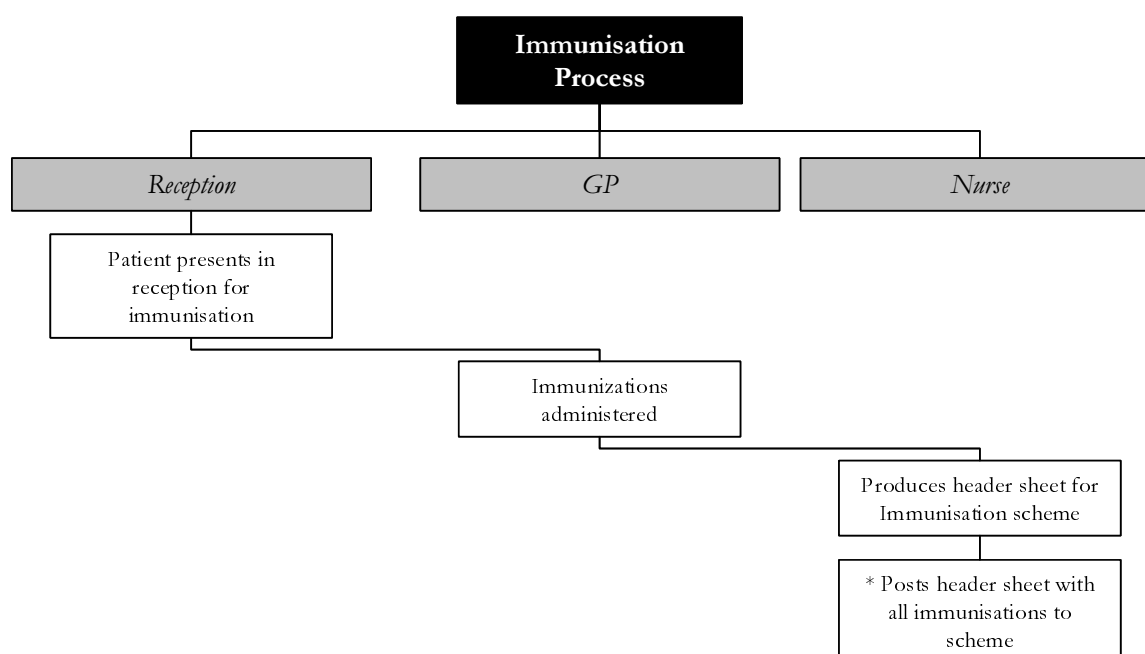 Immunisation
Process
Reception
GP
Nurse
Patient presents in
reception for
immunisation
Immunizations
administered
Produces header sheet for
Immunisation scheme
* Posts header sheet with
all immunisations to
scheme